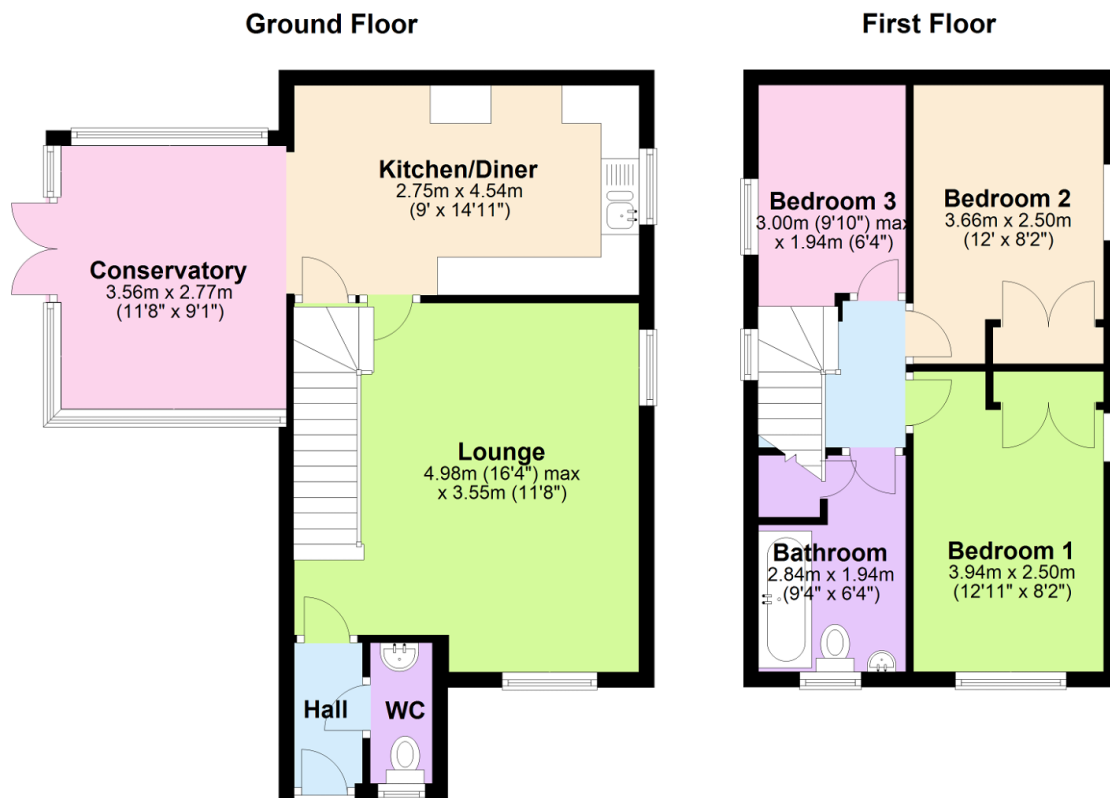 Ground Floor
First Floor
Kitchen/Diner
2.75m x 4.54m
(9' x 14'11")
Conservatory
3.56m x 2.77m
(11'8" x 9'1")
Lounge
4.98m (16'4") max
x 3.55m (11'8")
Hall
WC
Bedroom 3
3.00m (9'10") max
x 1.94m (6'4")
Bedroom 2
3.66m x 2.50m
(12' x 8'2")
Bathroom
2.84m x 1.94m
(9'4" x 6'4")
Bedroom 1
3.94m x 2.50m
(12'11" x 8'2")